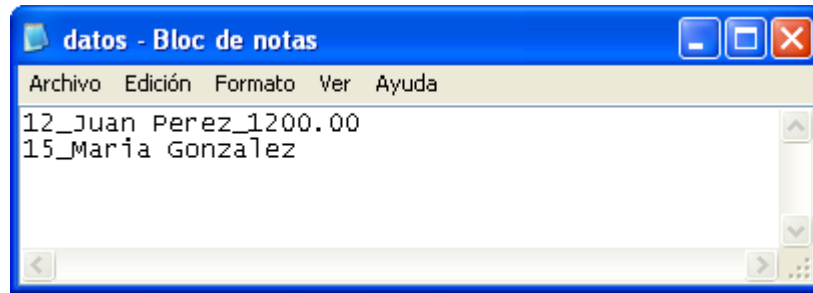 datos - Bloc de notas
Archivo Edición Formato Ver Ayuda
12_Juan Perez_1200.00
15_Maria Gonzalez